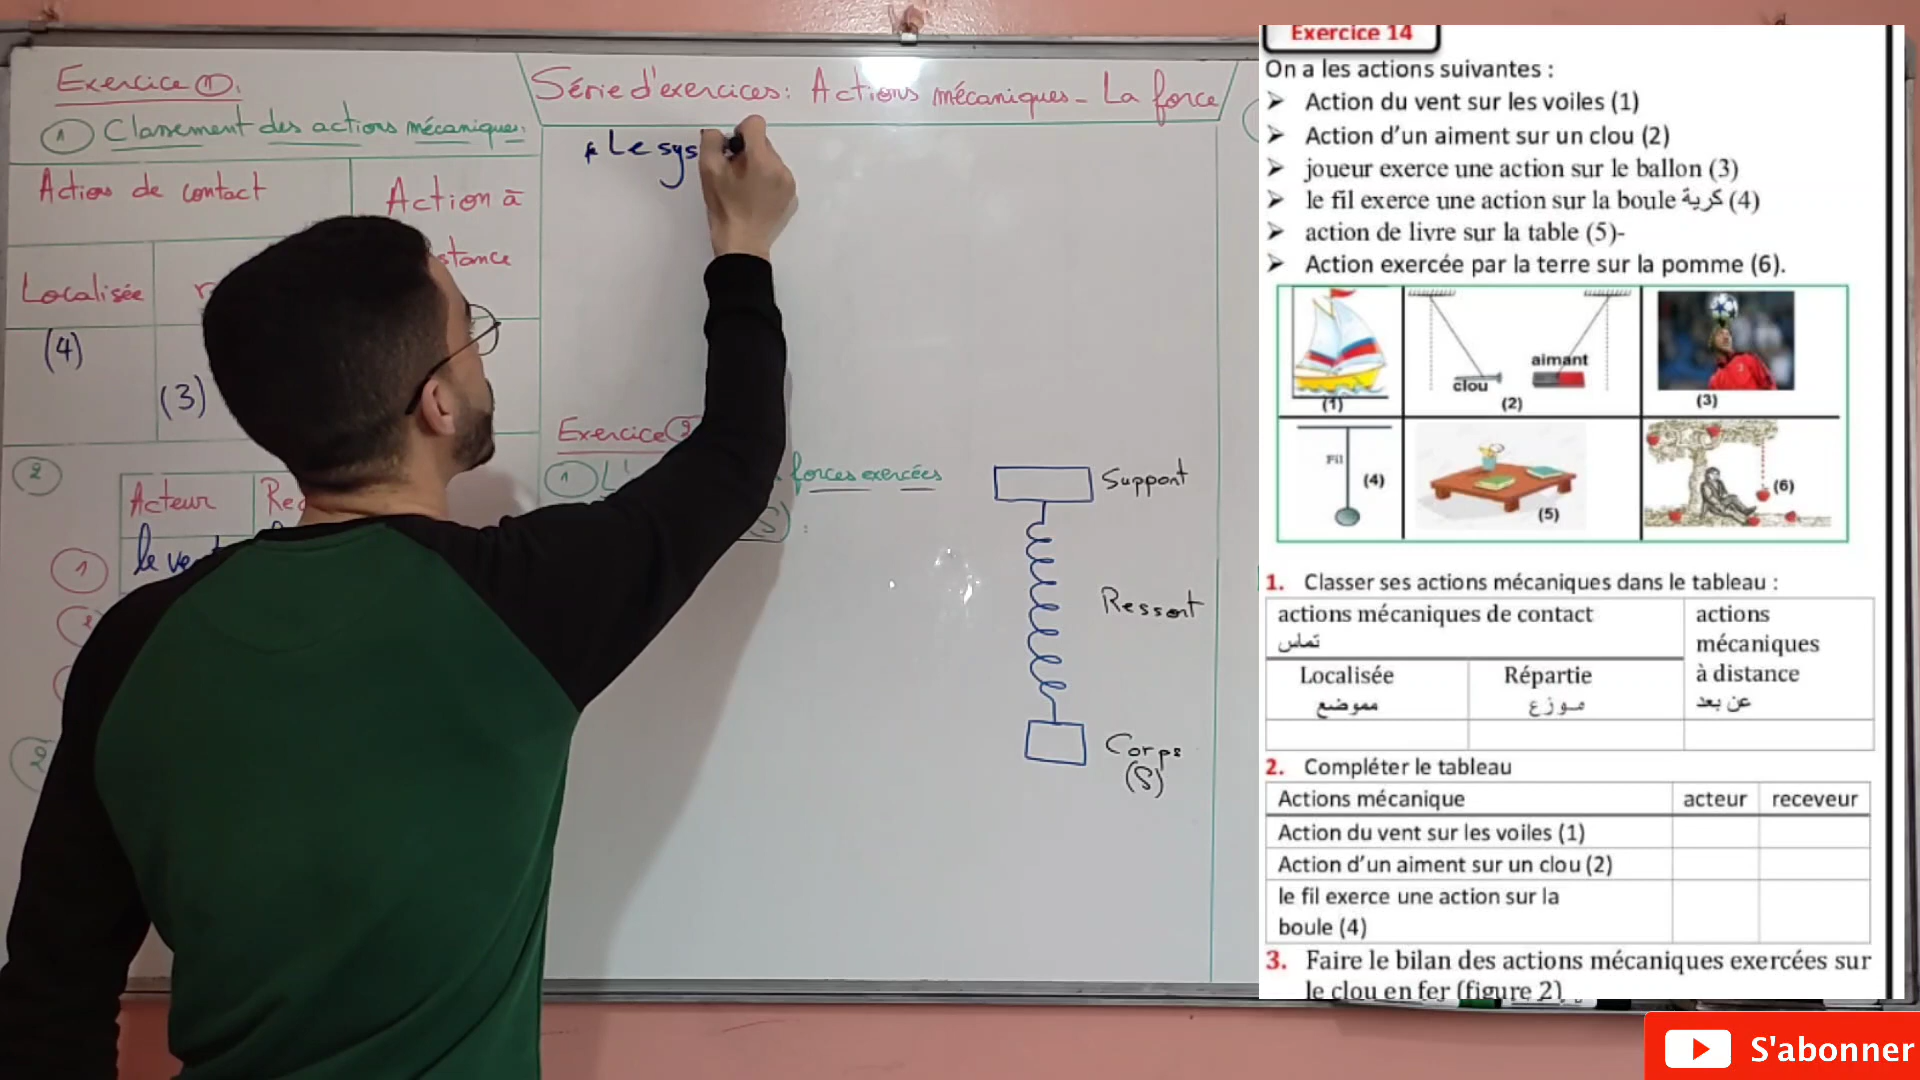 Exercice 1.
1 Classement des actions mécaniques:
Action de contact
Action à
stance
Localisée
(4)
(3)
2
Acteur
1
le ve
2
Série d'exercices: Actions mécaniques - La force
* Le sys
Exercice 2
1 L' forces exercées
(S) :
Support
Ressort
Corps
(S)
Exercice 14
On a les actions suivantes :
➢ Action du vent sur les voiles (1)
➢ Action d’un aiment sur un clou (2)
➢ joueur exerce une action sur le ballon (3)
➢ le fil exerce une action sur la boule كرية (4)
➢ action de livre sur la table (5)-
➢ Action exercée par la terre sur la pomme (6).
(1)
clou
aimant
(2)
(3)
Fil
(4)
(5)
(6)
1. Classer ses actions mécaniques dans le tableau :
actions mécaniques de contact
تماس
actions
mécaniques
à distance
عن بعد
Localisée
مموضع
Répartie
موزع
2. Compléter le tableau
Actions mécanique acteur receveur
Action du vent sur les voiles (1)
Action d’un aiment sur un clou (2)
le fil exerce une action sur la
boule (4)
3. Faire le bilan des actions mécaniques exercées sur
le clou en fer (figure 2)
S'abonner